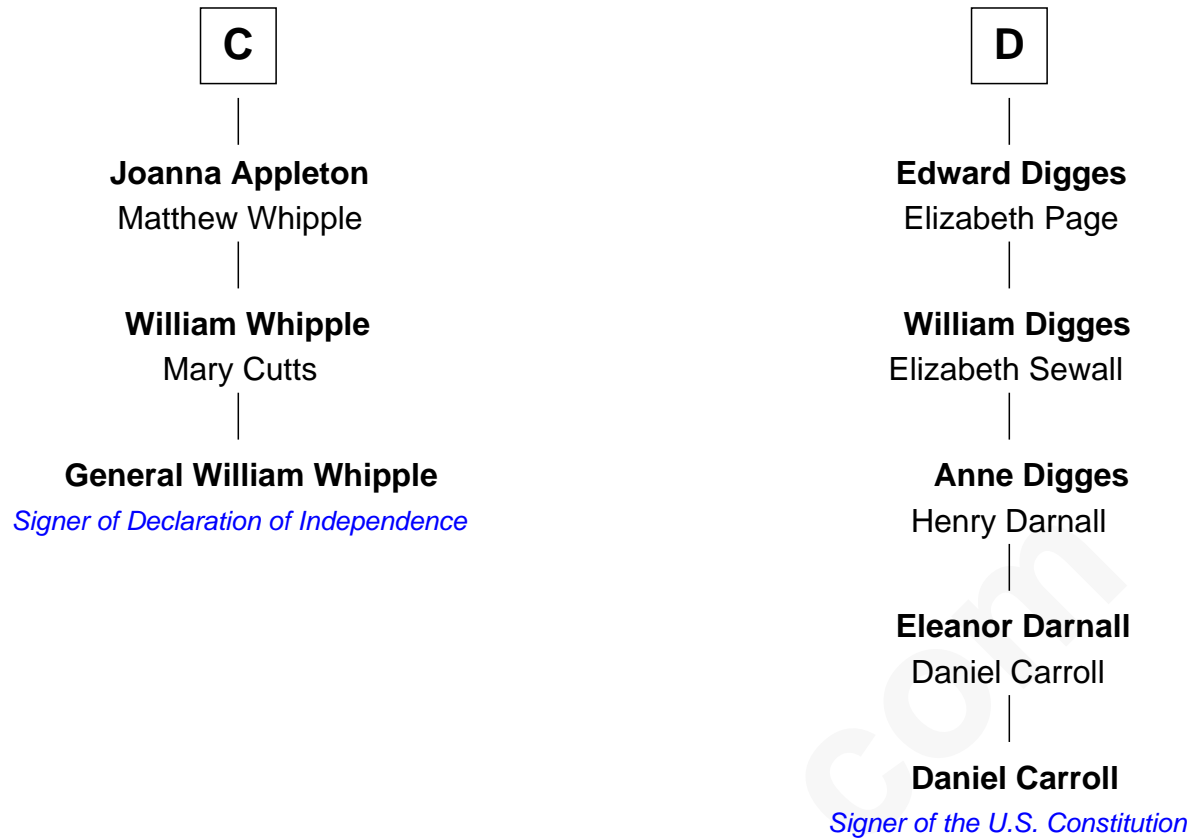 C
Joanna Appleton
Matthew Whipple
William Whipple
Mary Cutts
General William Whipple
Signer of Declaration of Independence
D
Edward Digges
Elizabeth Page
William Digges
Elizabeth Sewall
Anne Digges
Henry Darnall
Eleanor Darnall
Daniel Carroll
Daniel Carroll
Signer of the U.S. Constitution
com